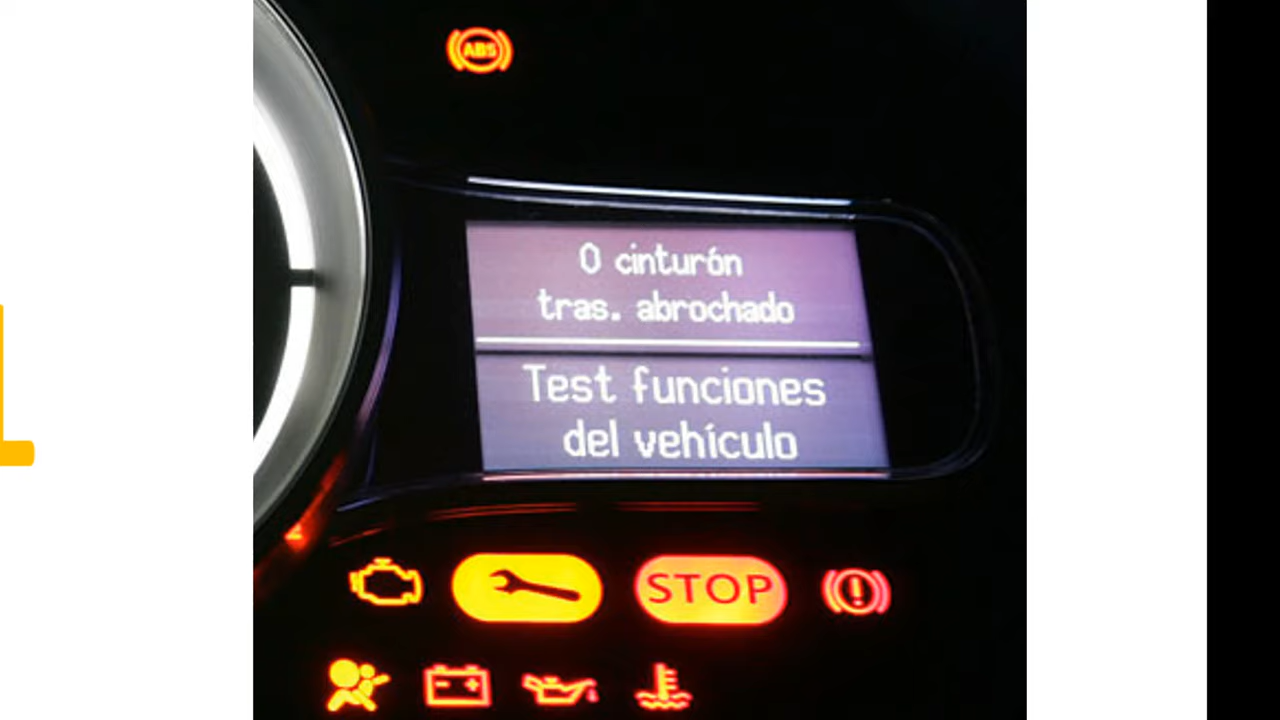 ABS
0 cinturón
tras. abrochado
Test funciones
del vehículo
STOP